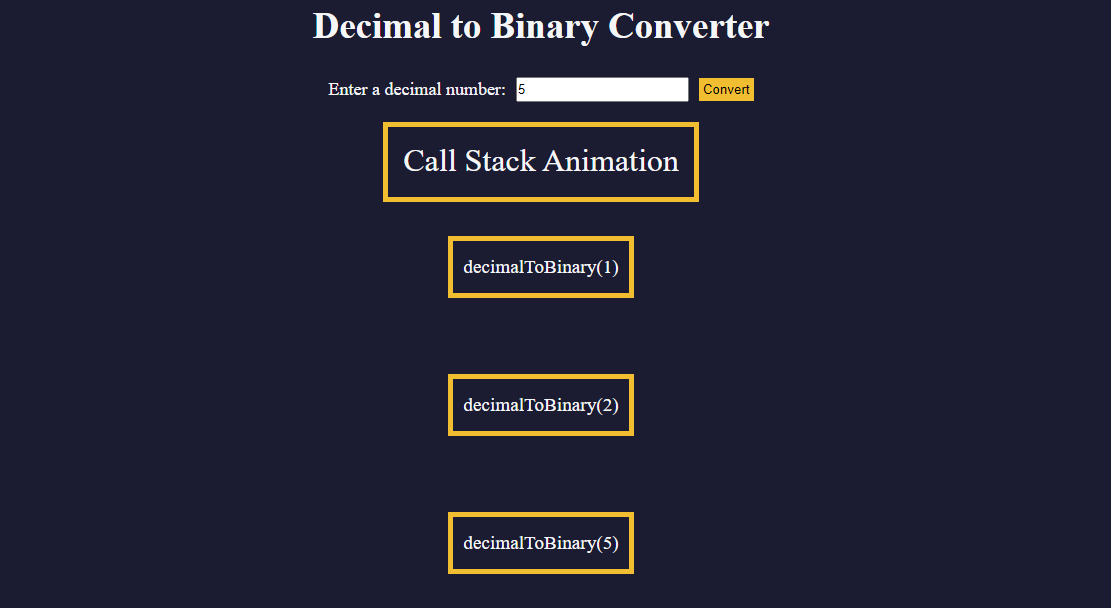 Decimal to Binary Converter
Enter a decimal number: 5 Convert
Call Stack Animation
decimalToBinary(1)
decimalToBinary(2)
decimalToBinary(5)